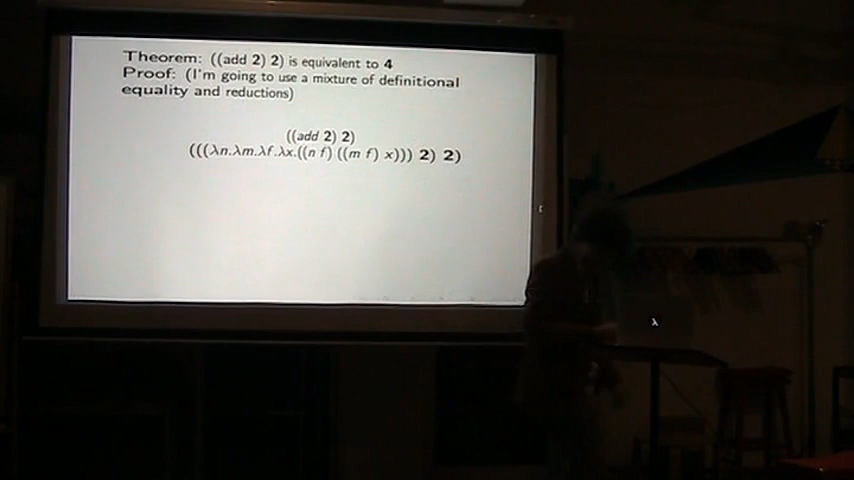 Theorem: ((add 2) 2) is equivalent to 4
Proof: (I'm going to use a mixture of definitional
equality and reductions)
((add 2) 2)
(((λn.λm.λf.λx.((n f) ((m f) x))) 2) 2)
λ